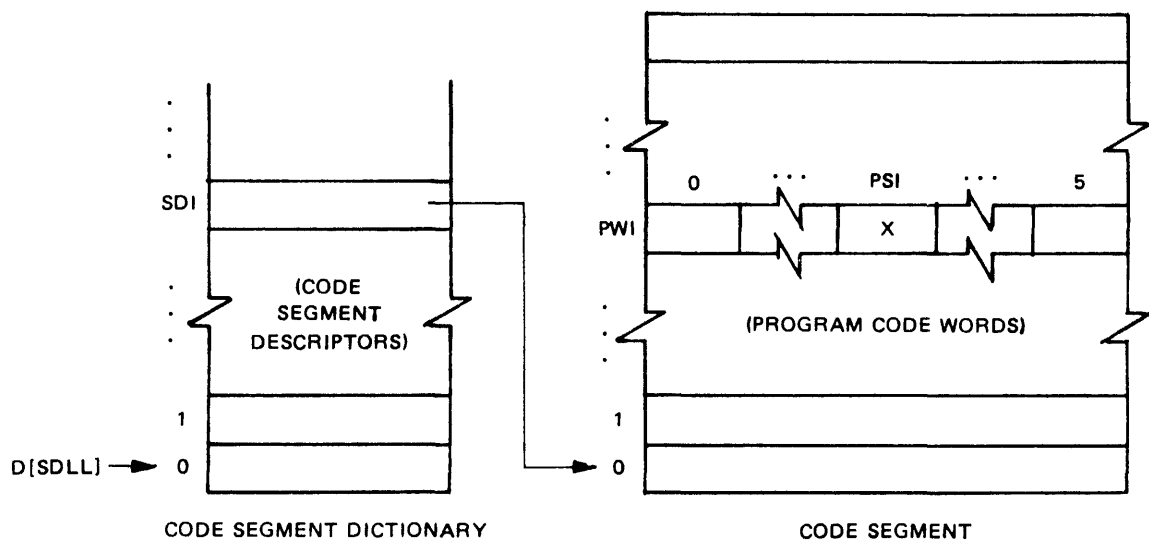 SDI
(CODE
SEGMENT
DESCRIPTORS)
1
D[SDLL]
0
CODE SEGMENT DICTIONARY
0
...
PSI
...
5
PWI
X
(PROGRAM CODE WORDS)
1
0
CODE SEGMENT